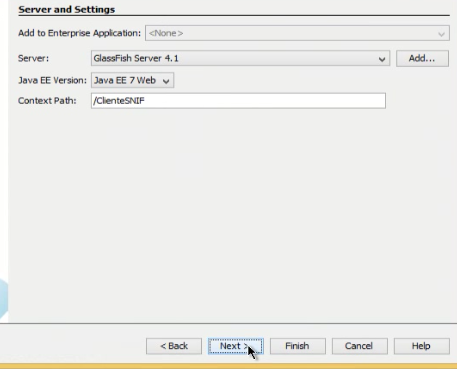 Server and Settings
Add to Enterprise Application: <None>
Server: GlassFish Server 4.1 Add...
Java EE Version: Java EE 7 Web
Context Path: /ClienteSNIF
< Back Next > Finish Cancel Help